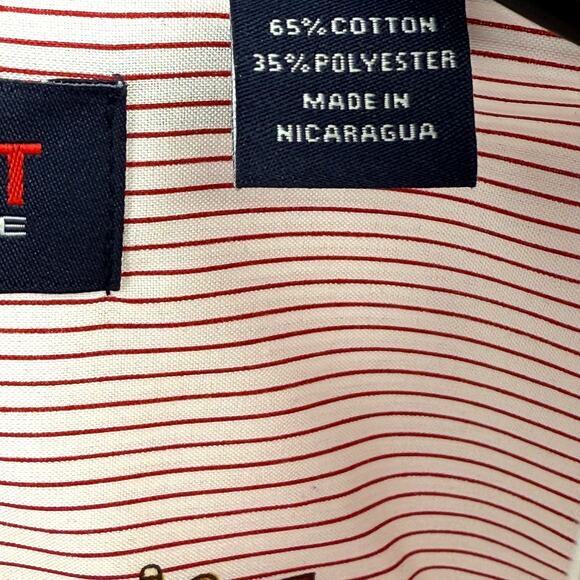 65% COTTON
35% POLYESTER
MADE IN
NICARAGUA
T
E